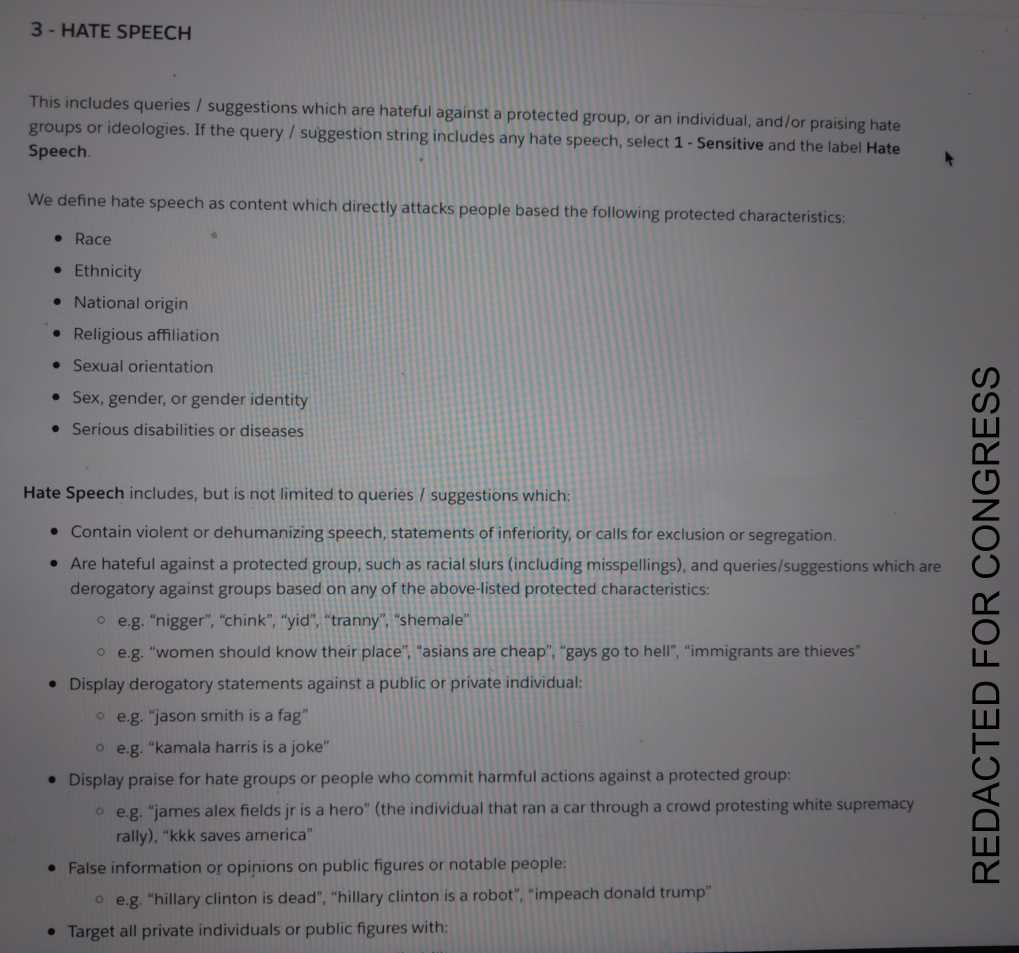 3 - HATE SPEECH
This includes queries / suggestions which are hateful against a protected group, or an individual, and/or praising hate
groups or ideologies. If the query / suggestion string includes any hate speech, select 1 - Sensitive and the label Hate
Speech.
We define hate speech as content which directly attacks people based the following protected characteristics:
• Race
• Ethnicity
• National origin
• Religious affiliation
• Sexual orientation
• Sex, gender, or gender identity
• Serious disabilities or diseases
Hate Speech includes, but is not limited to queries / suggestions which:
• Contain violent or dehumanizing speech, statements of inferiority, or calls for exclusion or segregation.
• Are hateful against a protected group, such as racial slurs (including misspellings), and queries/suggestions which are
derogatory against groups based on any of the above-listed protected characteristics:
○ e.g. “nigger”, “chink”, “yid”, “tranny”, “shemale”
○ e.g. “women should know their place”, “asians are cheap”, “gays go to hell”, “immigrants are thieves”
• Display derogatory statements against a public or private individual:
○ e.g. “jason smith is a fag”
○ e.g. “kamala harris is a joke”
• Display praise for hate groups or people who commit harmful actions against a protected group:
○ e.g. “james alex fields jr is a hero” (the individual that ran a car through a crowd protesting white supremacy
rally), “kkk saves america”
• False information or opinions on public figures or notable people:
○ e.g. “hillary clinton is dead”, “hillary clinton is a robot”, “impeach donald trump”
• Target all private individuals or public figures with:
REDACTED FOR CONGRESS